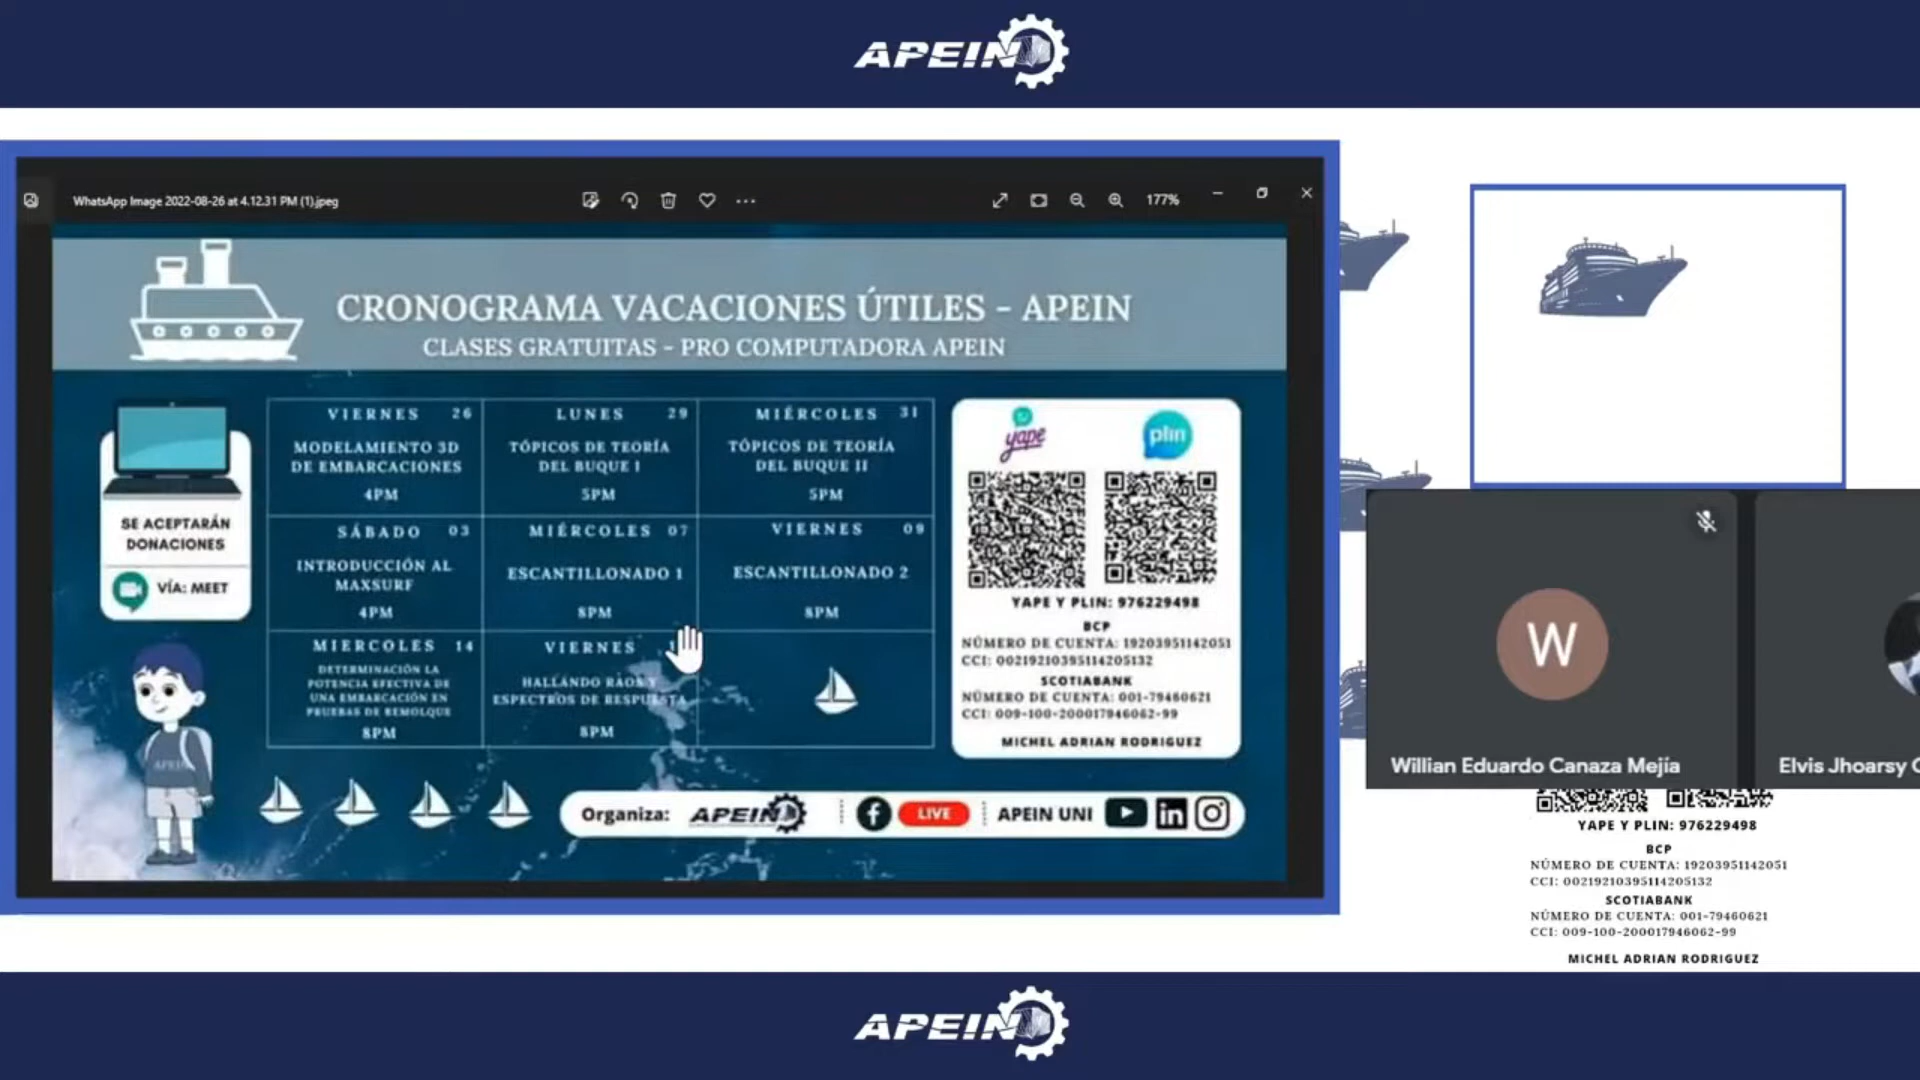 APEIN
WhatsApp Image 2022-08-26 at 4.12.31 PM (1).jpeg
177%
CRONOGRAMA VACACIONES ÚTILES - APEIN
CLASES GRATUITAS - PRO COMPUTADORA APEIN
SE ACEPTARÁN
DONACIONES
VÍA: MEET
VIERNES 26
MODELAMIENTO 3D
DE EMBARCACIONES
4PM
LUNES 29
TÓPICOS DE TEORÍA
DEL BUQUE I
5PM
MIÉRCOLES 31
TÓPICOS DE TEORÍA
DEL BUQUE II
5PM
SÁBADO 03
INTRODUCCIÓN AL
MAXSURF
4PM
MIÉRCOLES 07
ESCANTILLONADO 1
8PM
VIERNES 09
ESCANTILLONADO 2
8PM
MIERCOLES 14
DETERMINACIÓN LA
POTENCIA EFECTIVA DE
UNA EMBARCACIÓN EN
PRUEBAS DE REMOLQUE
8PM
VIERNES
HALLANDO RAOS Y
ESPECTROS DE RESPUESTA
8PM
yape
plin
YAPE Y PLIN: 976229498
BCP
NÚMERO DE CUENTA: 19203951142051
CCI: 00219210395114205132
SCOTIABANK
NÚMERO DE CUENTA: 001-79460621
CCI: 009-100-200017946062-99
MICHEL ADRIAN RODRIGUEZ
APEIN
Organiza: APEIN LIVE APEIN UNI
W
Willian Eduardo Canaza Mejía
Elvis Jhoarsy
YAPE Y PLIN: 976229498
BCP
NÚMERO DE CUENTA: 19203951142051
CCI: 00219210395114205132
SCOTIABANK
NÚMERO DE CUENTA: 001-79460621
CCI: 009-100-200017946062-99
MICHEL ADRIAN RODRIGUEZ
APEIN